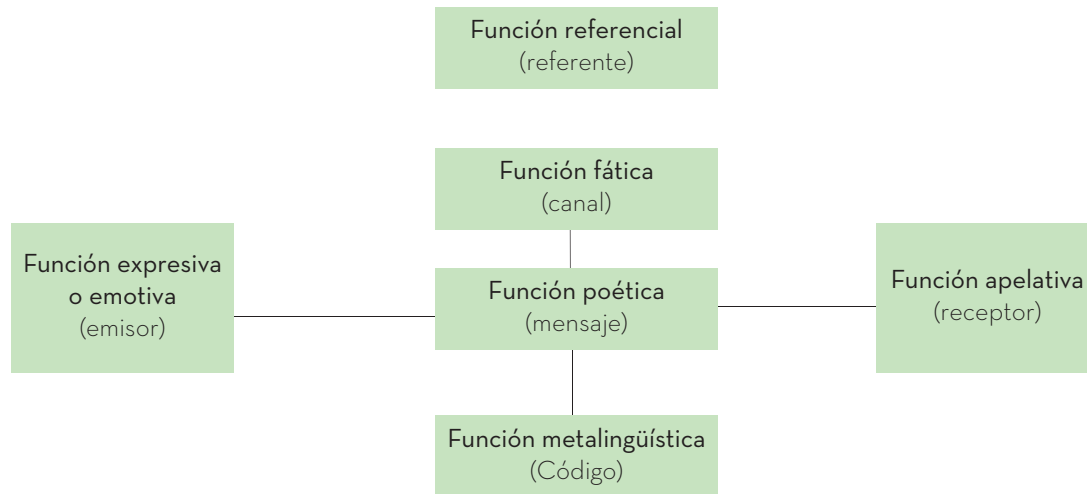 Función referencial
(referente)
Función fática
(canal)
Función expresiva
o emotiva
(emisor)
Función poética
(mensaje)
Función apelativa
(receptor)
Función metalingüística
(Código)